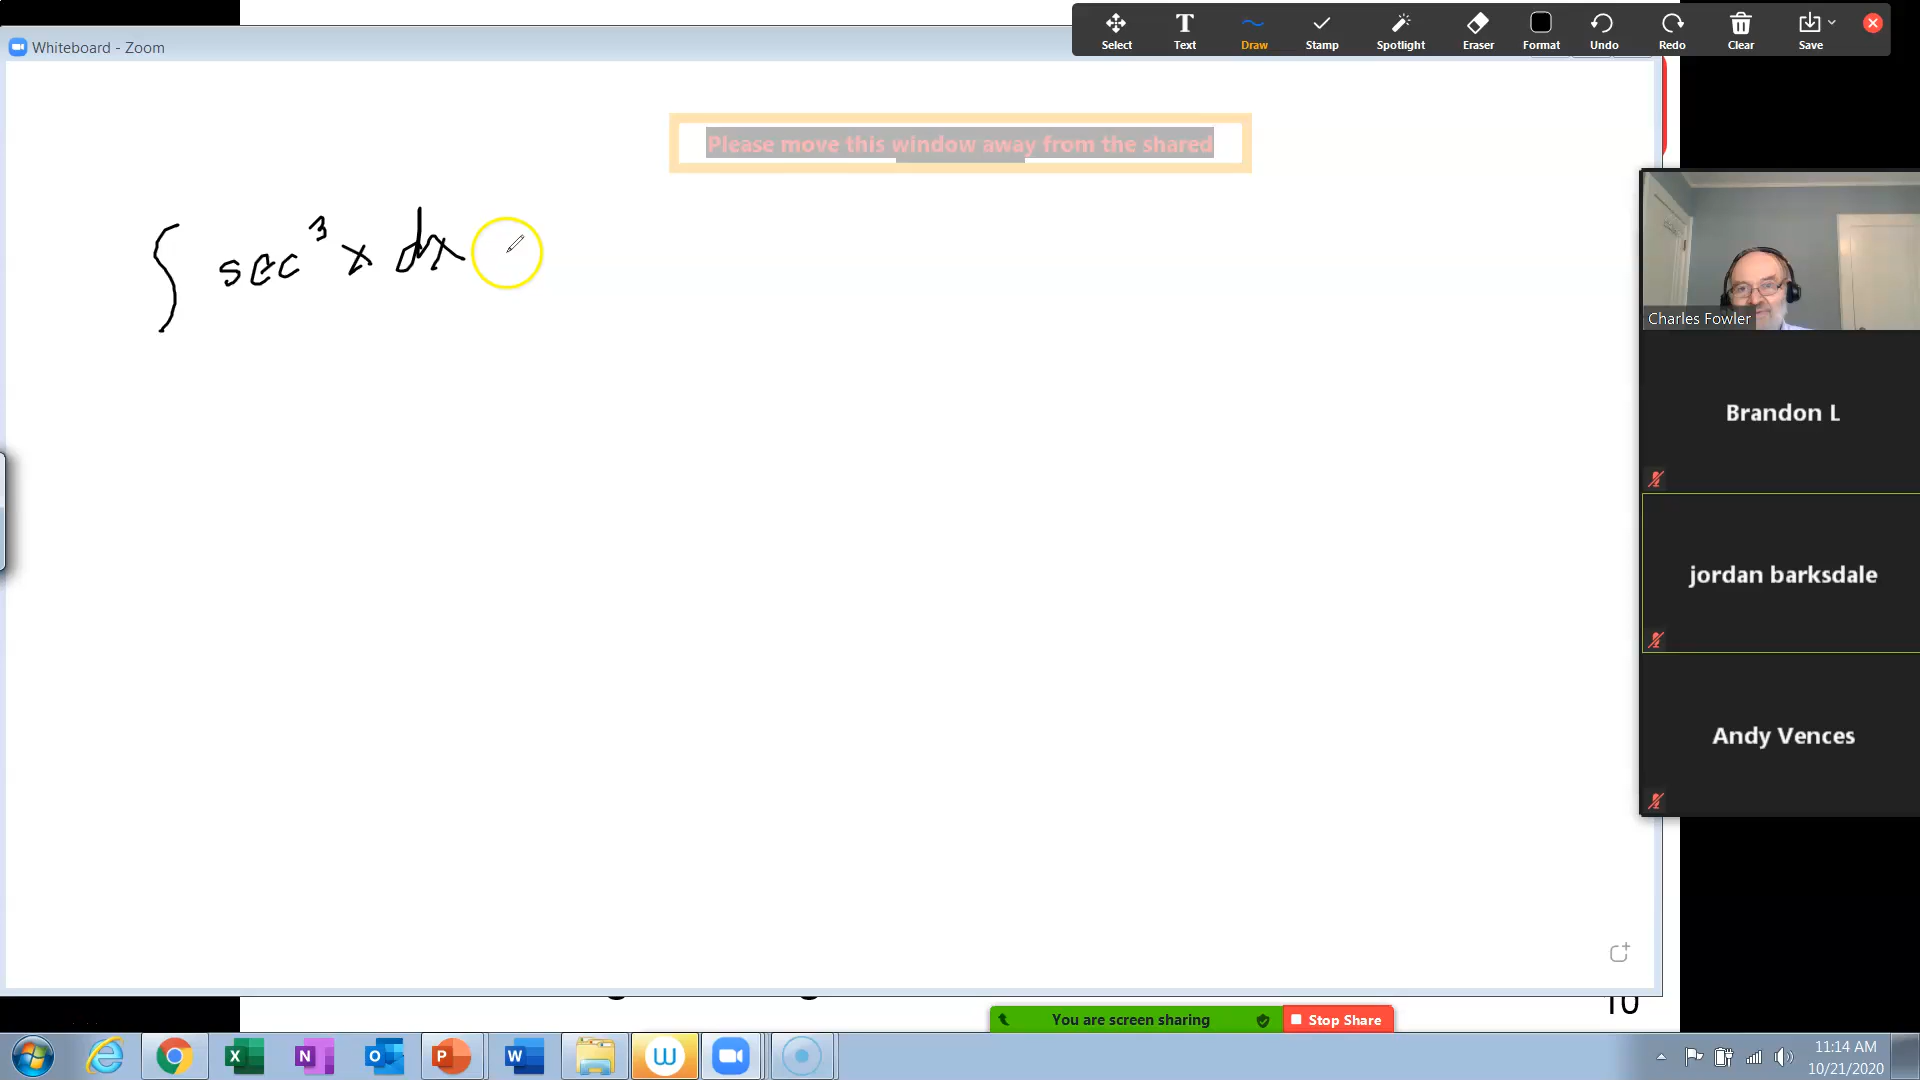 Whiteboard - Zoom
Select Text Draw Stamp Spotlight Eraser Format Undo Redo Clear Save
Please move this window away from the shared
∫ sec³ x dx
Charles Fowler
Brandon L
jordan barksdale
Andy Vences
10
You are screen sharing Stop Share
11:14 AM
10/21/2020